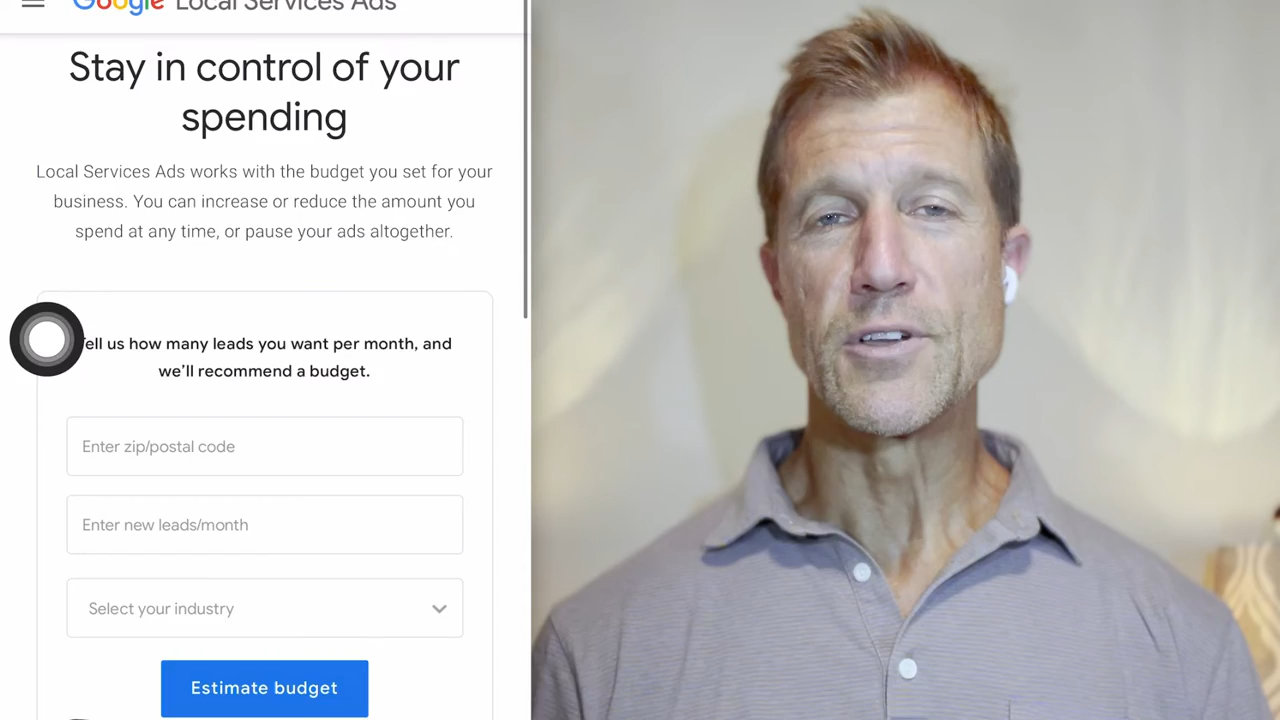 Google Local Services Ads
Stay in control of your
spending
Local Services Ads works with the budget you set for your
business. You can increase or reduce the amount you
spend at any time, or pause your ads altogether.
ell us how many leads you want per month, and
we’ll recommend a budget.
Enter zip/postal code
Enter new leads/month
Select your industry
Estimate budget